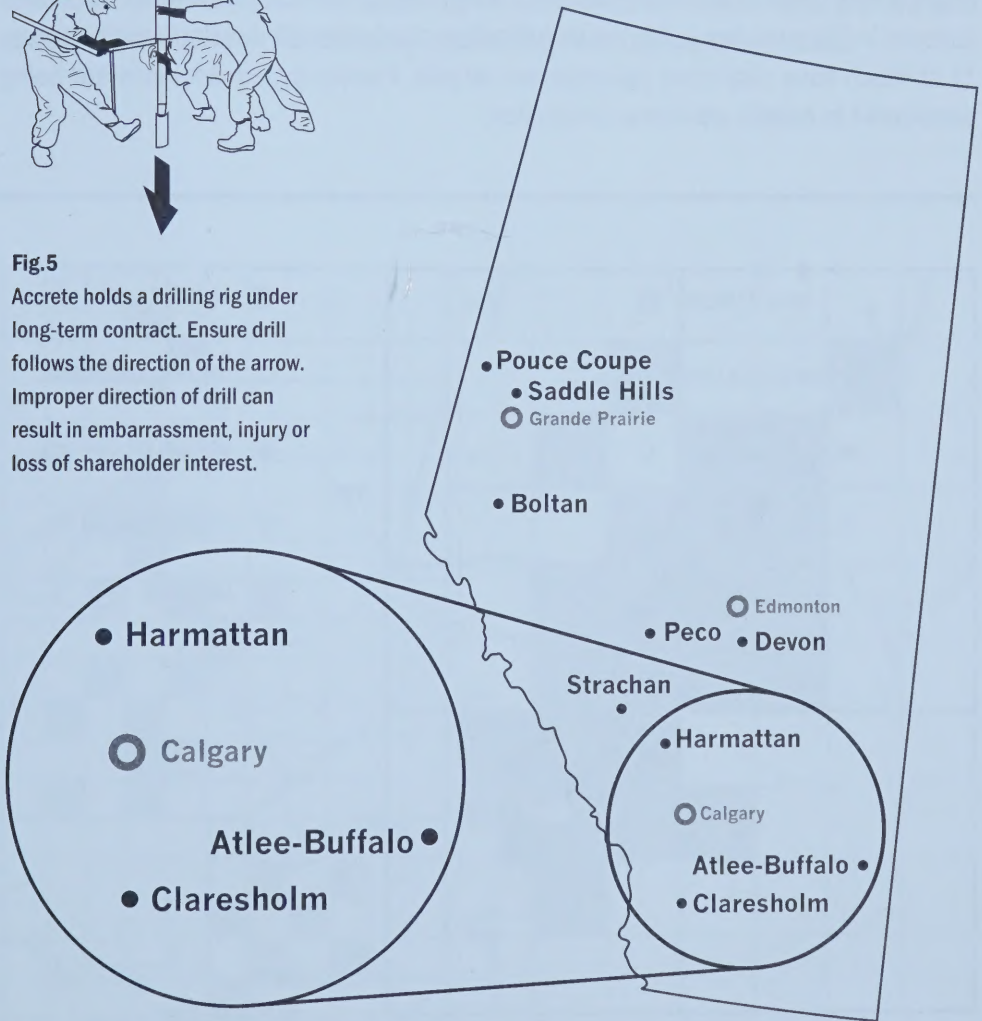 Fig.5
Accrete holds a drilling rig under
long-term contract. Ensure drill
follows the direction of the arrow.
Improper direction of drill can
result in embarrassment, injury or
loss of shareholder interest.
Pouce Coupe
Saddle Hills
Grande Prairie
Boltan
Edmonton
Peco
Devon
Strachan
Harmattan
Calgary
Atlee-Buffalo
Claresholm
Harmattan
Calgary
Atlee-Buffalo
Claresholm